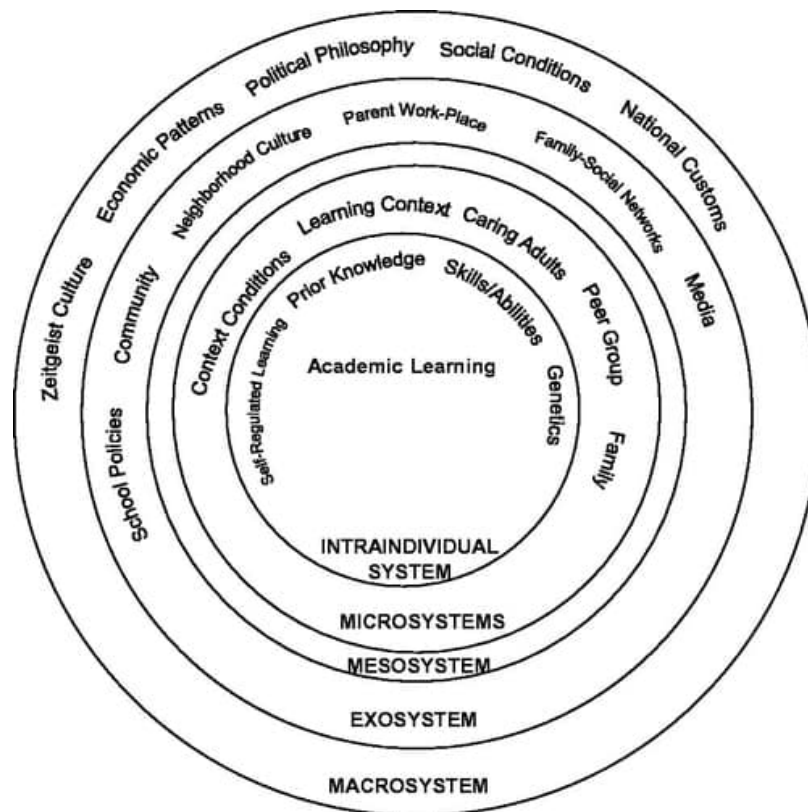 Zeitgeist Culture
Economic Patterns
Political Philosophy
Social Conditions
National Customs
School Policies
Community
Neighborhood Culture
Parent Work-Place
Family-Social Networks
Media
Context Conditions
Learning Context
Caring Adults
Peer Group
Family
Self-Regulated Learning
Prior Knowledge
Skills/Abilities
Genetics
Academic Learning
INTRAINDIVIDUAL
SYSTEM
MICROSYSTEMS
MESOSYSTEM
EXOSYSTEM
MACROSYSTEM